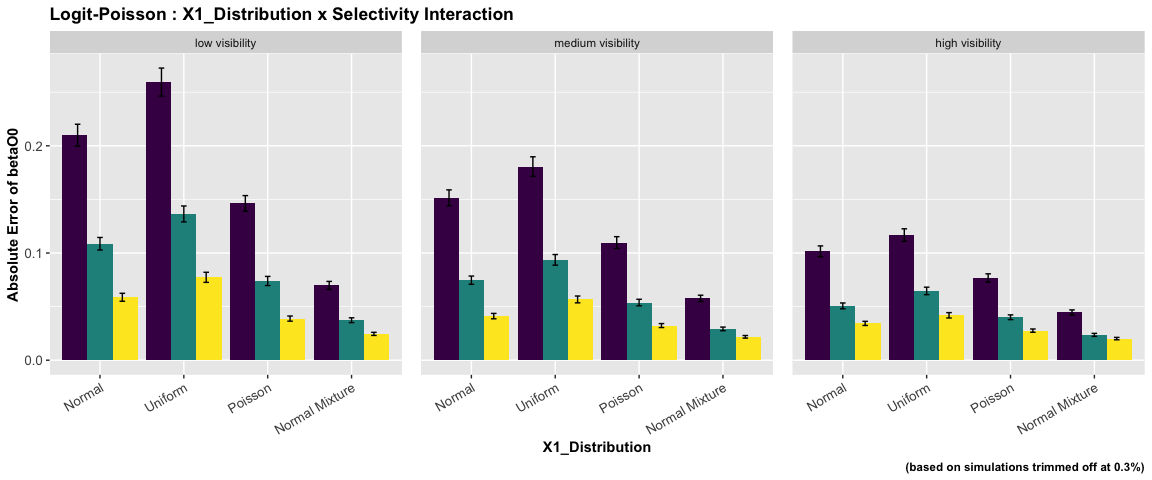 Logit-Poisson : X1_Distribution x Selectivity Interaction
low visibility
medium visibility
high visibility
Absolute Error of betaO0
0.2
0.1
0.0
Normal
Uniform
Poisson
Normal Mixture
Normal
Uniform
Poisson
Normal Mixture
Normal
Uniform
Poisson
Normal Mixture
X1_Distribution
(based on simulations trimmed off at 0.3%)